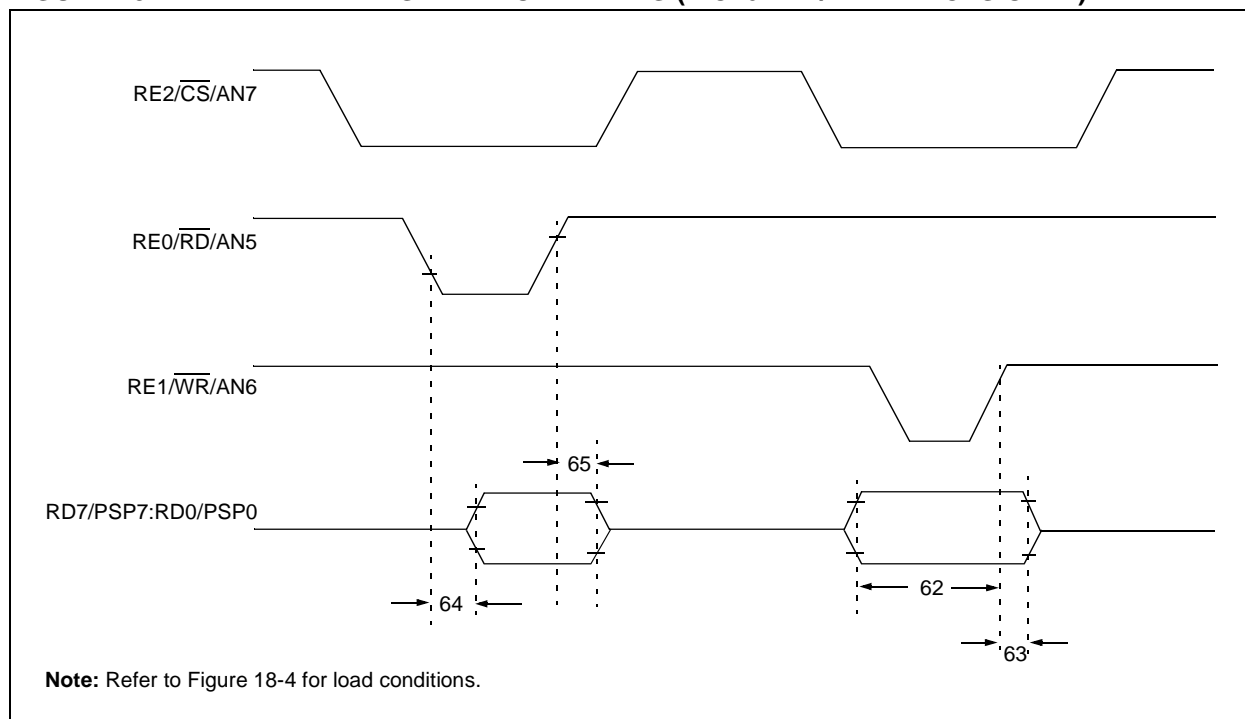 RE2/CS/AN7
RE0/RD/AN5
RE1/WR/AN6
65
RD7/PSP7:RD0/PSP0
64
62
63
Note: Refer to Figure 18-4 for load conditions.